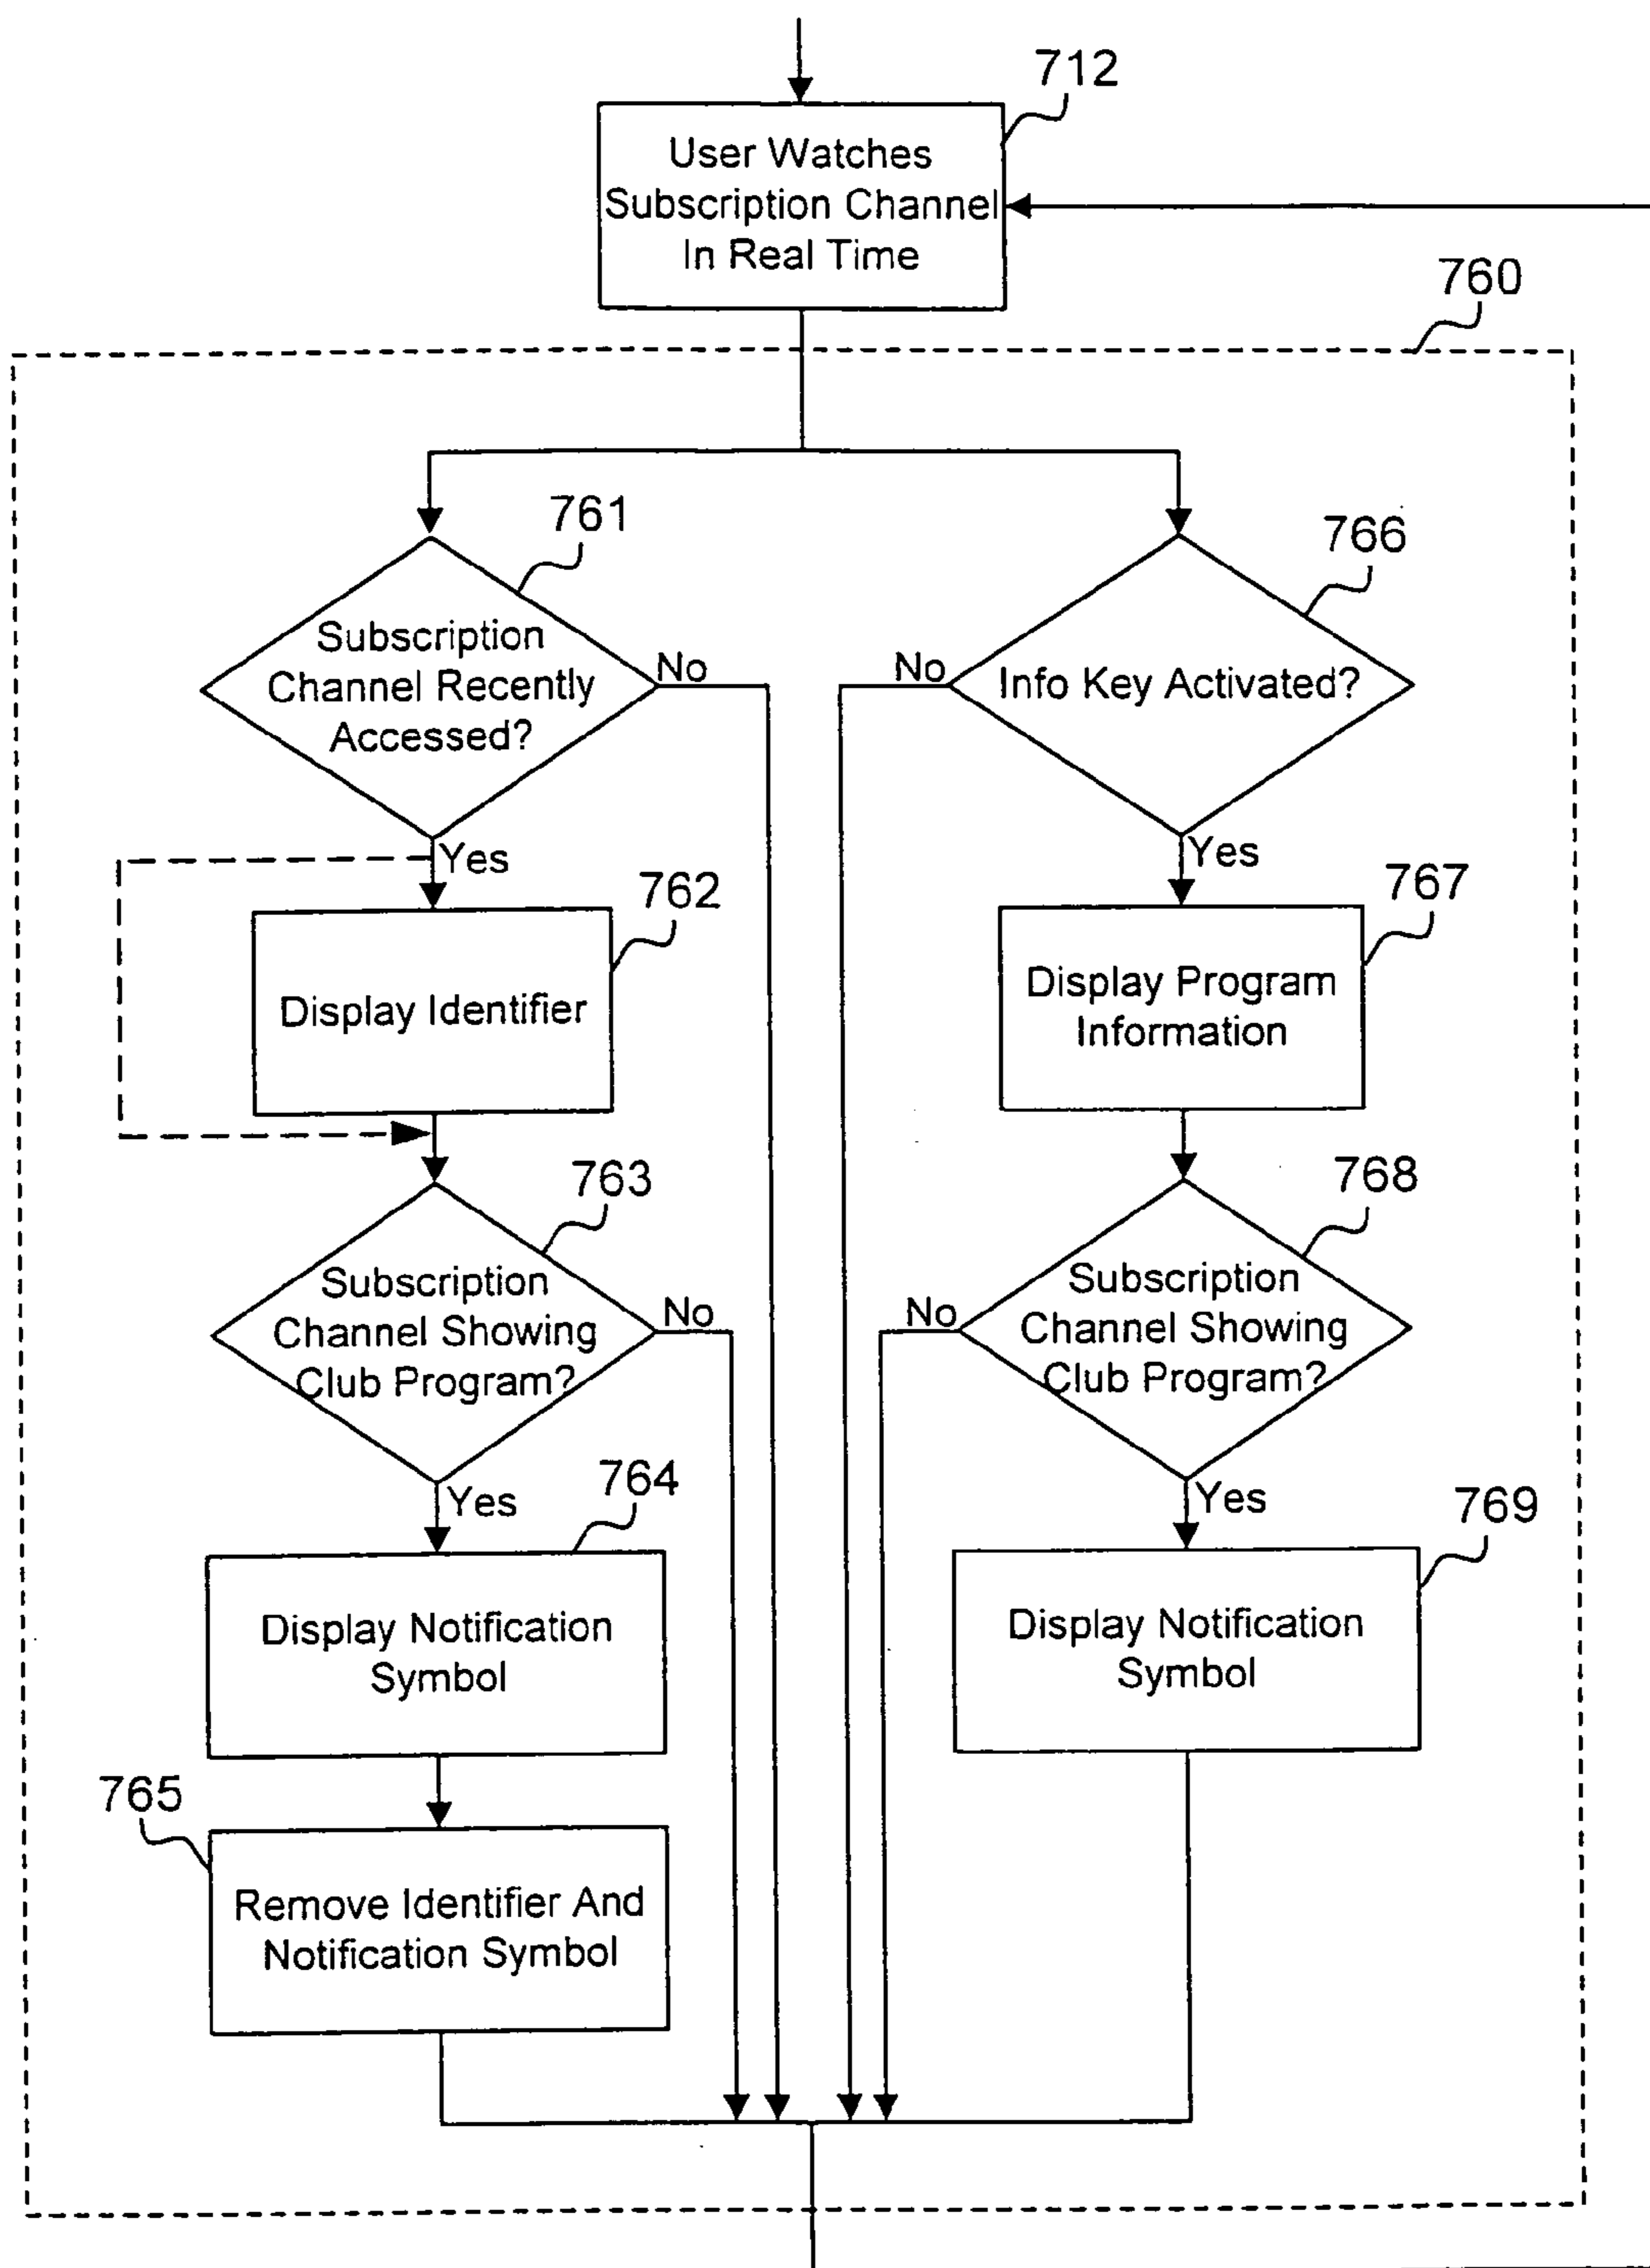 712
User Watches
Subscription Channel
In Real Time
760
761
Subscription
Channel Recently
Accessed?
No
Yes
766
Info Key Activated?
No
Yes
762
Display Identifier
767
Display Program
Information
763
Subscription
Channel Showing
Club Program?
No
Yes
768
Subscription
Channel Showing
Club Program?
No
Yes
764
Display Notification
Symbol
769
Display Notification
Symbol
765
Remove Identifier And
Notification Symbol